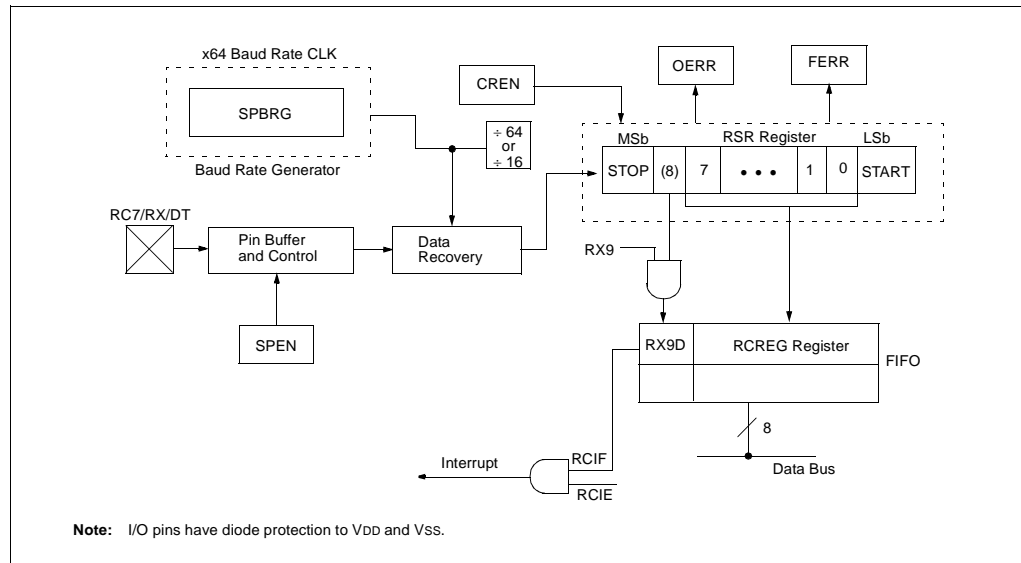 x64 Baud Rate CLK
SPBRG
Baud Rate Generator
CREN
OERR
FERR
÷ 64
or
÷ 16
MSb
RSR Register
LSb
STOP (8) 7 • • • 1 0 START
RC7/RX/DT
Pin Buffer
and Control
Data
Recovery
RX9
SPEN
RX9D
RCREG Register
FIFO
8
Interrupt
RCIF
RCIE
Data Bus
Note: I/O pins have diode protection to VDD and VSS.